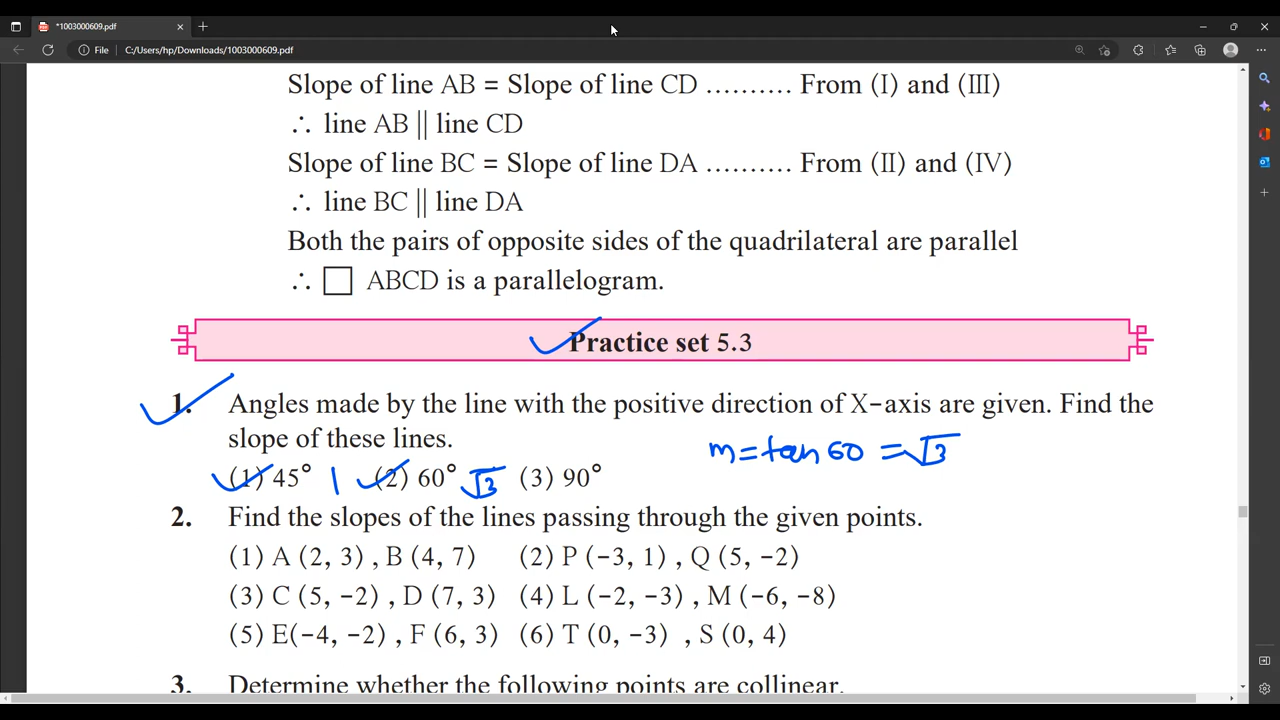 *1003000609.pdf
File C:/Users/hp/Downloads/1003000609.pdf
Slope of line AB = Slope of line CD .......... From (I) and (III)
∴ line AB || line CD
Slope of line BC = Slope of line DA .......... From (II) and (IV)
∴ line BC || line DA
Both the pairs of opposite sides of the quadrilateral are parallel
∴ □ ABCD is a parallelogram.
Practice set 5.3
1. Angles made by the line with the positive direction of X-axis are given. Find the
slope of these lines.
m = tan 60 = √3
(1) 45° 1 (2) 60° √3 (3) 90°
2. Find the slopes of the lines passing through the given points.
(1) A (2, 3) , B (4, 7) (2) P (-3, 1) , Q (5, -2)
(3) C (5, -2) , D (7, 3) (4) L (-2, -3) , M (-6, -8)
(5) E(-4, -2) , F (6, 3) (6) T (0, -3) , S (0, 4)
3. Determine whether the following points are collinear.